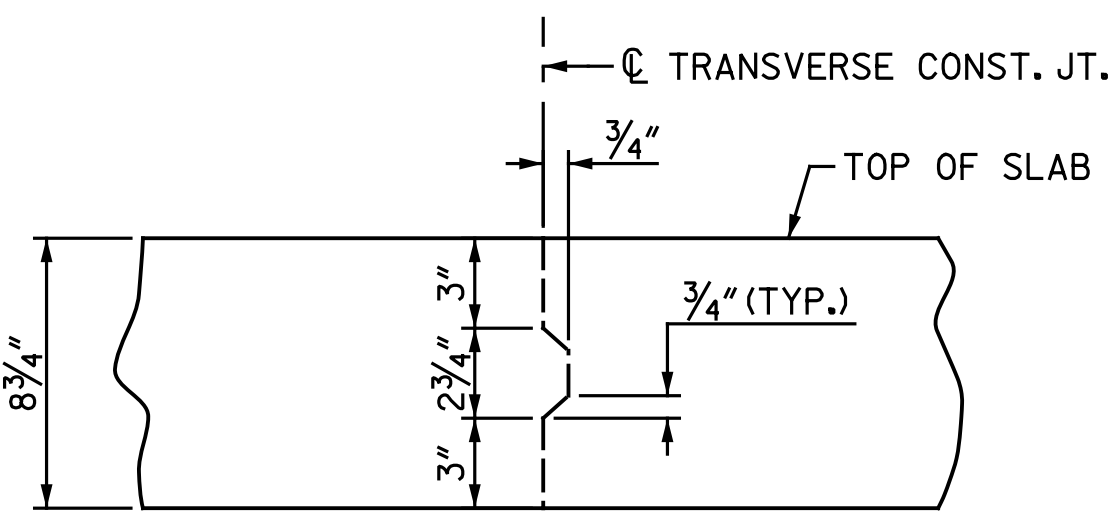 ℄ TRANSVERSE CONST. JT.
3/4"
TOP OF SLAB
3"
3/4" (TYP.)
8 3/4"
2 3/4"
3"